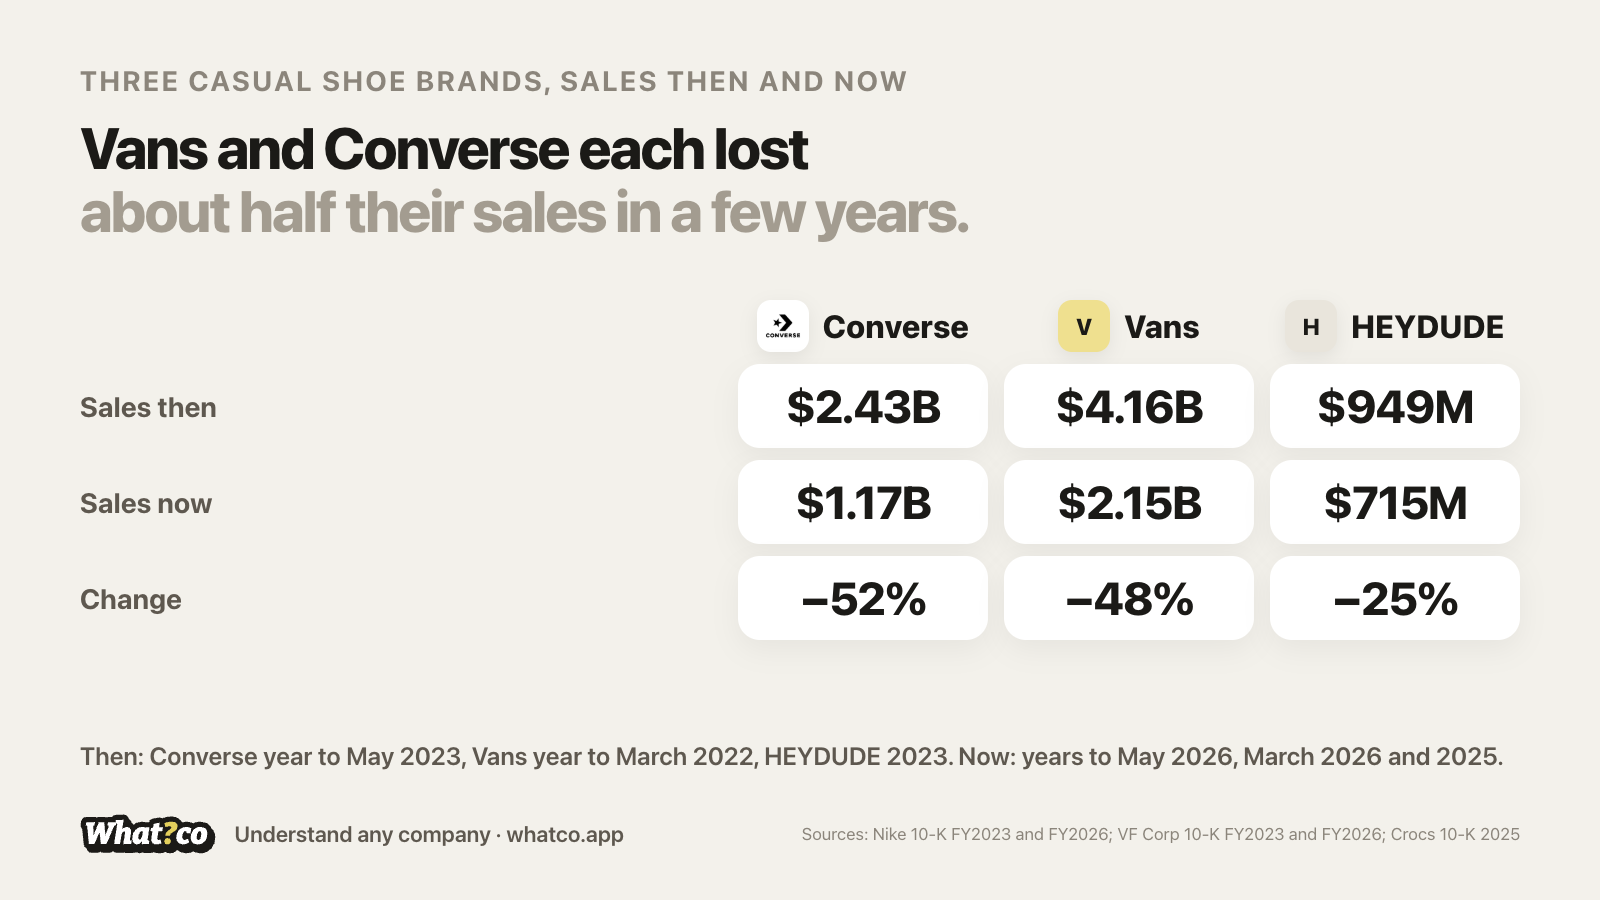 THREE CASUAL SHOE BRANDS, SALES THEN AND NOW
Vans and Converse each lost
about half their sales in a few years.
CONVERSE Converse V Vans H HEYDUDE
Sales then $2.43B $4.16B $949M
Sales now $1.17B $2.15B $715M
Change –52% –48% –25%
Then: Converse year to May 2023, Vans year to March 2022, HEYDUDE 2023. Now: years to May 2026, March 2026 and 2025.
What?co Understand any company · whatco.app Sources: Nike 10-K FY2023 and FY2026; VF Corp 10-K FY2023 and FY2026; Crocs 10-K 2025